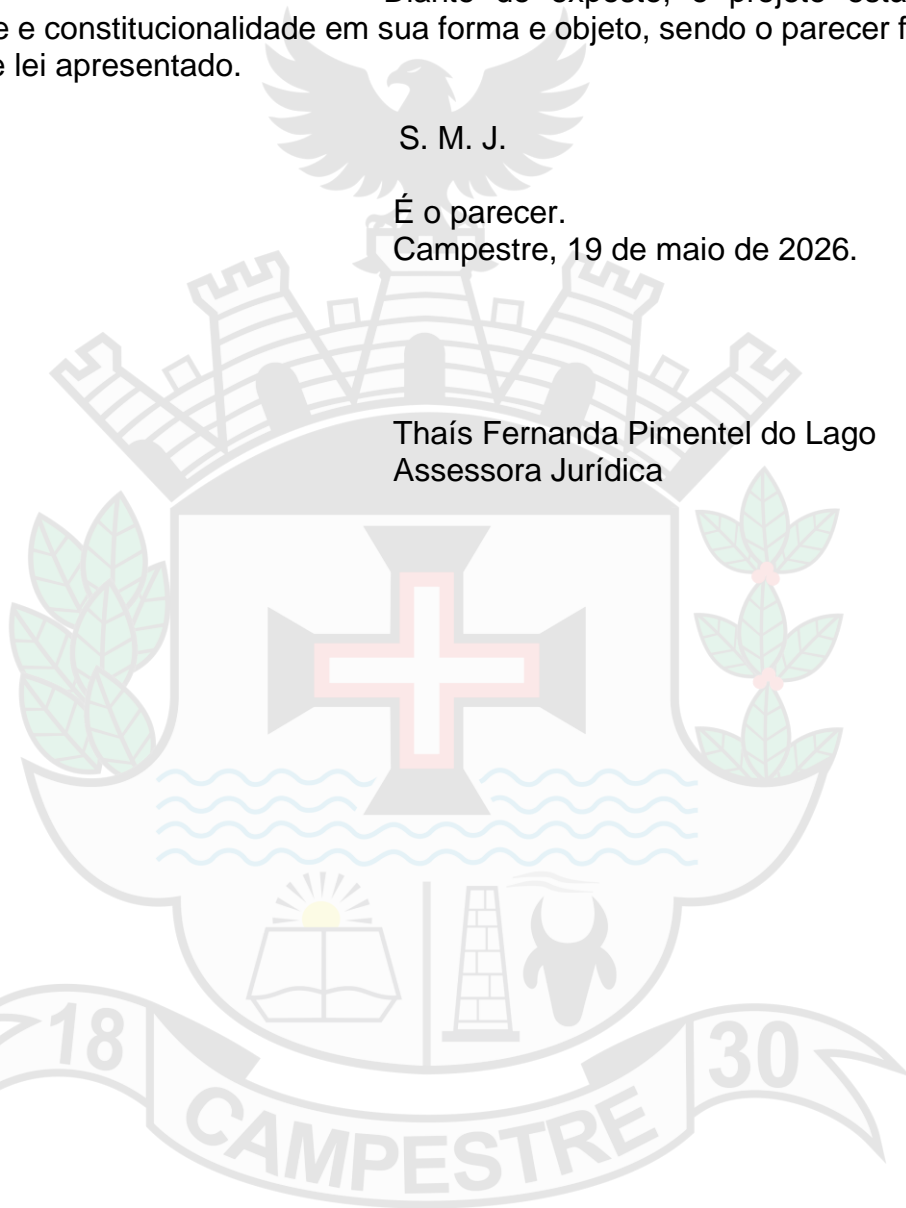 Diante do exposto, o projeto esta
e e constitucionalidade em sua forma e objeto, sendo o parecer f
e lei apresentado.
S. M. J.
É o parecer.
Campestre, 19 de maio de 2026.
Thaís Fernanda Pimentel do Lago
Assessora Jurídica
18
30
CAMPESTRE